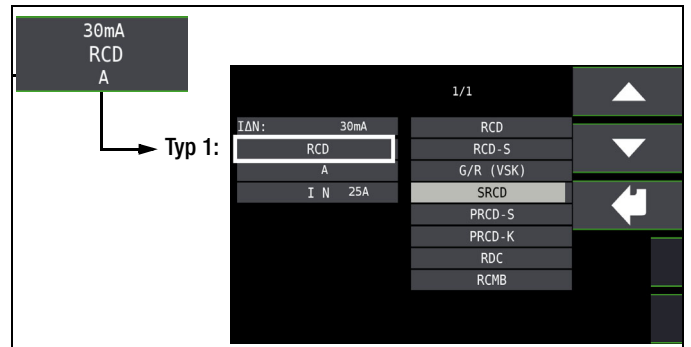 30mA
RCD
A
Typ 1:
1/1
IΔN: 30mA
RCD
A
I N 25A
RCD
RCD-S
G/R (VSK)
SRCD
PRCD-S
PRCD-K
RDC
RCMB